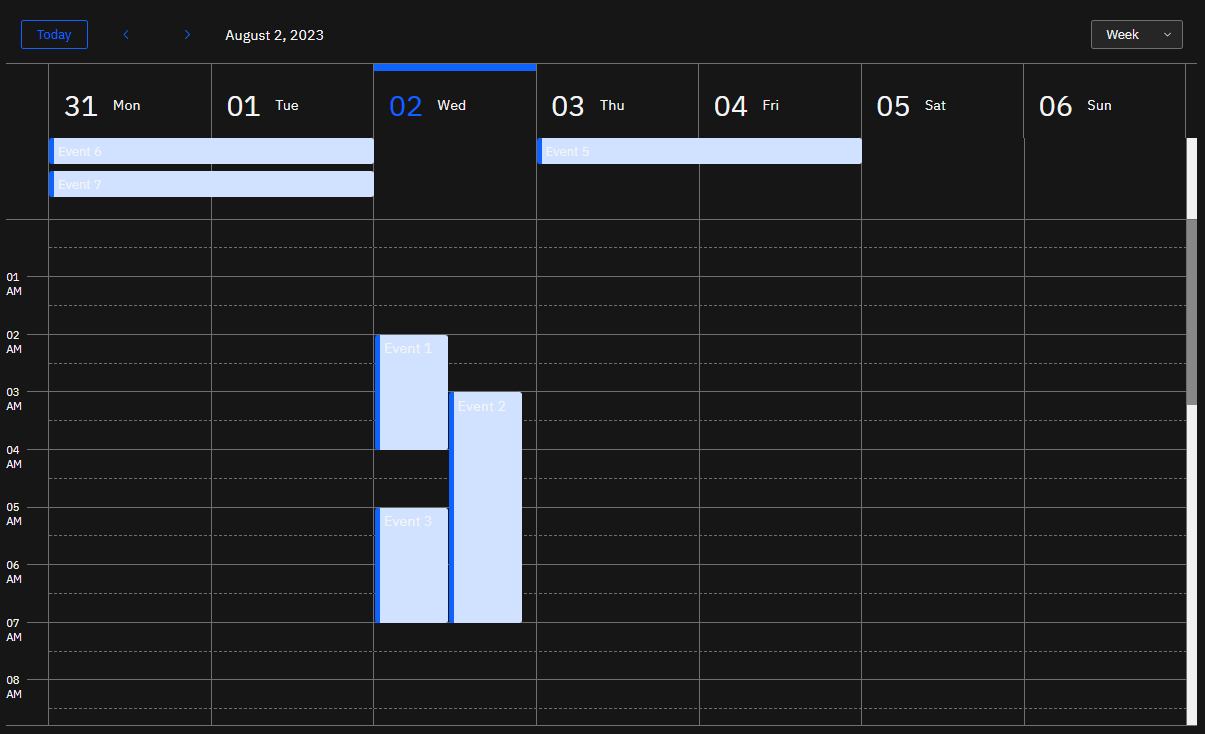 Today
August 2, 2023
Week
31 Mon
01 Tue
02 Wed
03 Thu
04 Fri
05 Sat
06 Sun
Event 6
Event 5
Event 7
01
AM
02
AM
Event 1
03
AM
Event 2
04
AM
05
AM
Event 3
06
AM
07
AM
08
AM